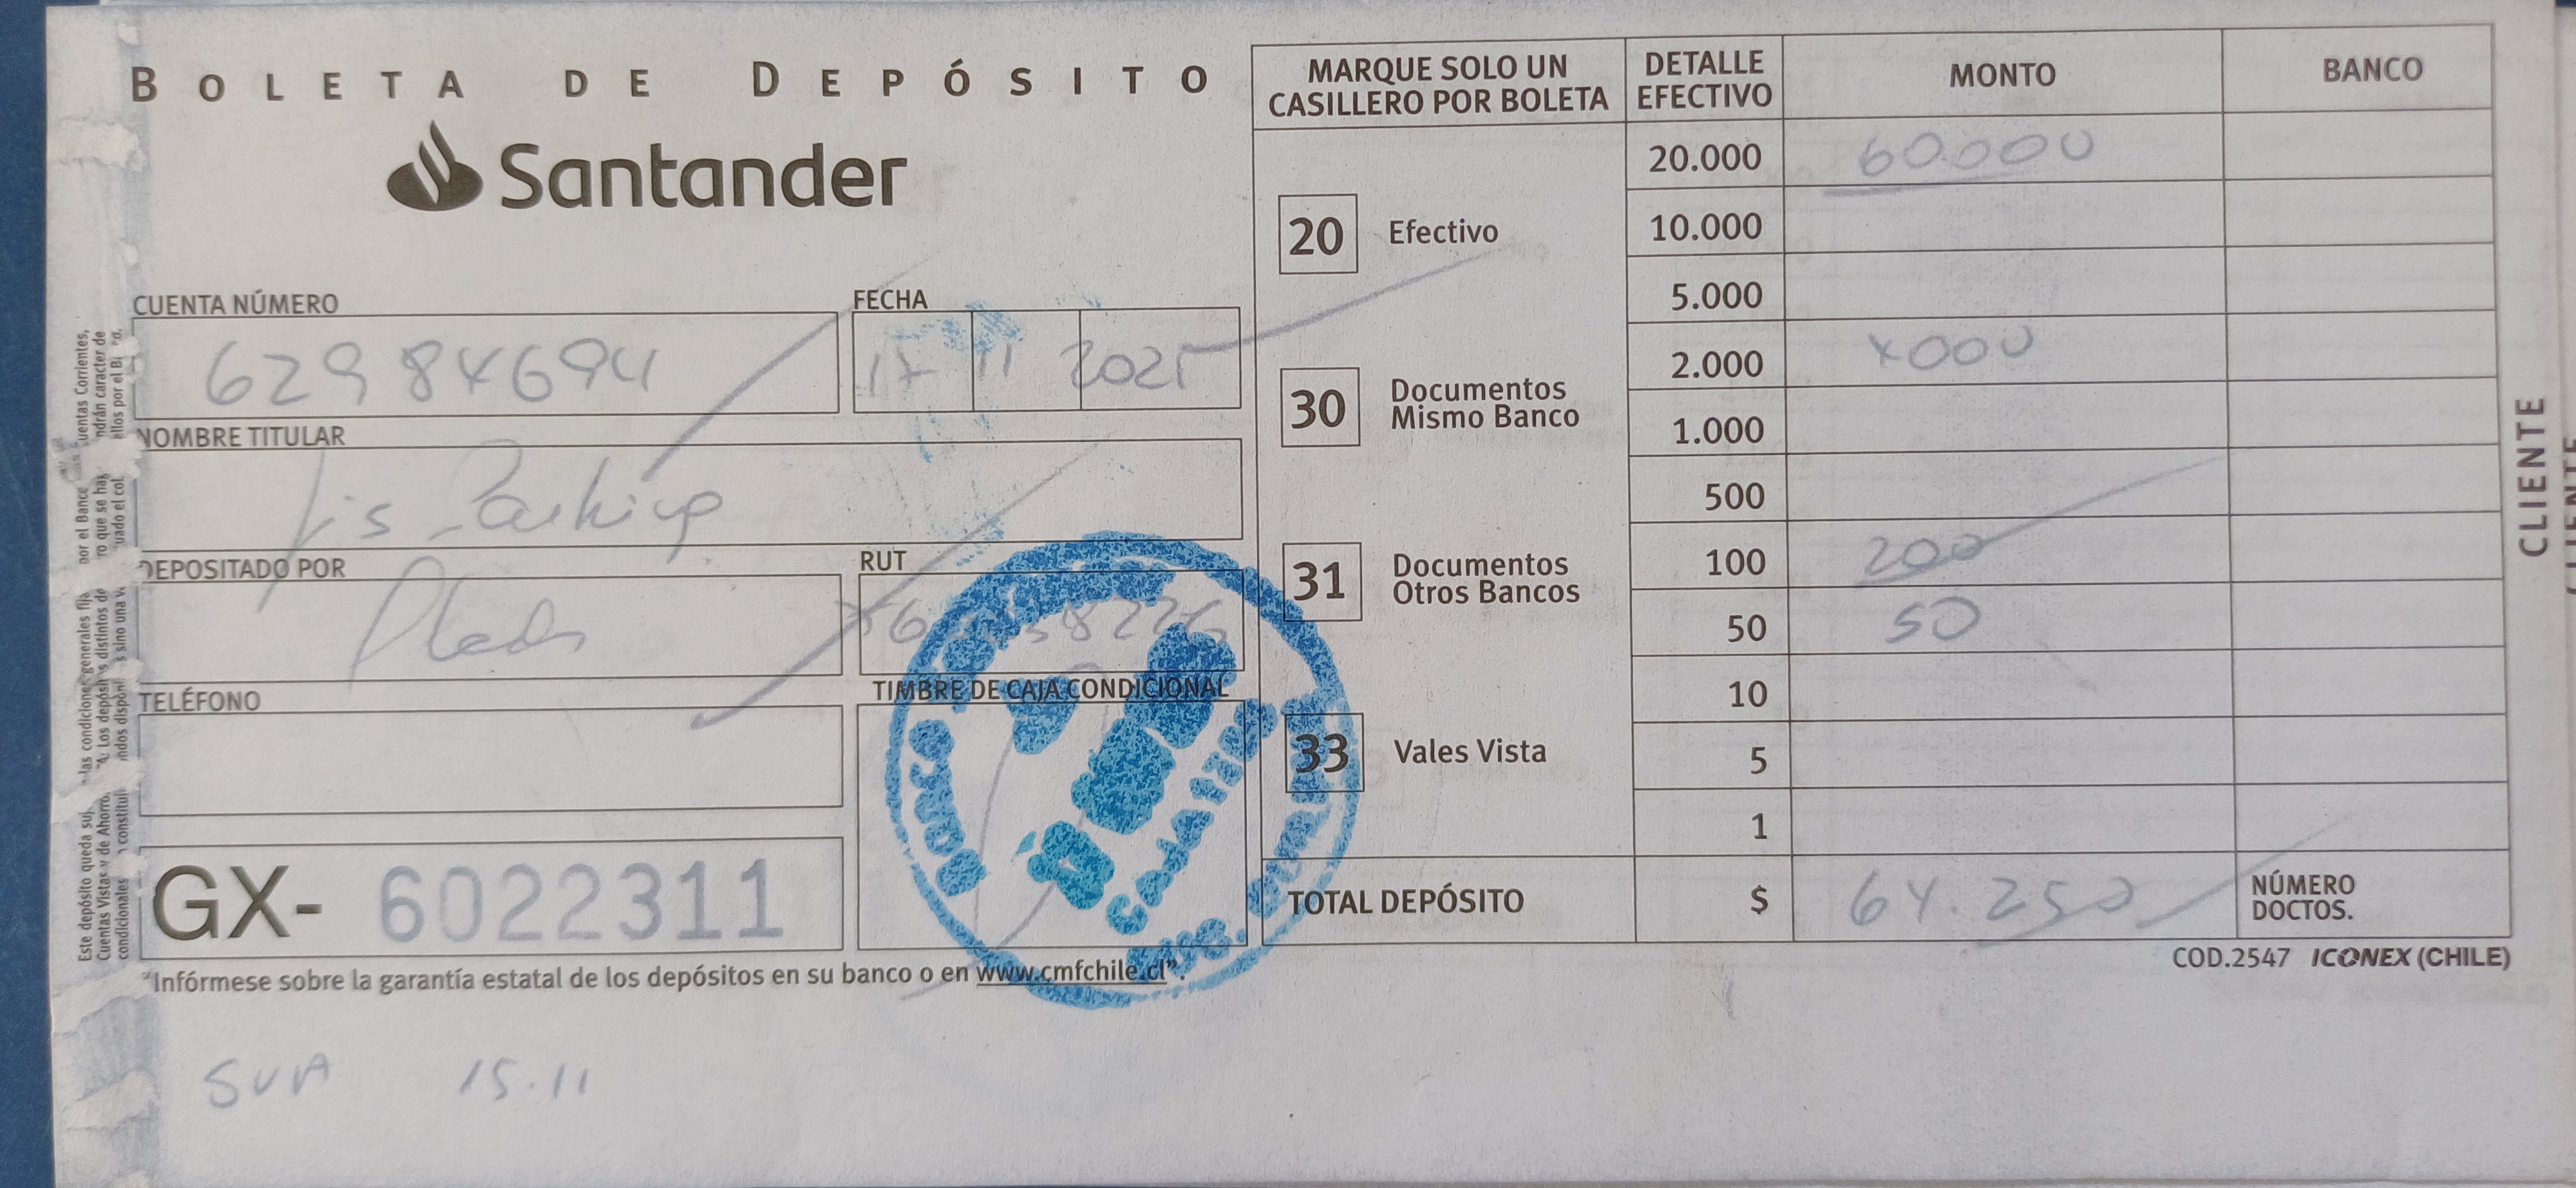 BOLETA DE DEPÓSITO
Santander
CUENTA NÚMERO
62984694
FECHA
17 11 2025
NOMBRE TITULAR
Jis Parking
DEPOSITADO POR
RUT
TELÉFONO
TIMBRE DE CAJA CONDICIONAL
GX- 6022311
"Infórmese sobre la garantía estatal de los depósitos en su banco o en www.cmfchile.cl".
SUA 15.11
MARQUE SOLO UN
CASILLERO POR BOLETA
20 Efectivo
30 Documentos
Mismo Banco
31 Documentos
Otros Bancos
33 Vales Vista
DETALLE
EFECTIVO
MONTO
BANCO
20.000 60.000
10.000
5.000
2.000 4000
1.000
500
100 200
50 50
10
5
1
TOTAL DEPÓSITO $ 64.250
NÚMERO
DOCTOS.
COD.2547 ICONEX (CHILE)
CLIENTE